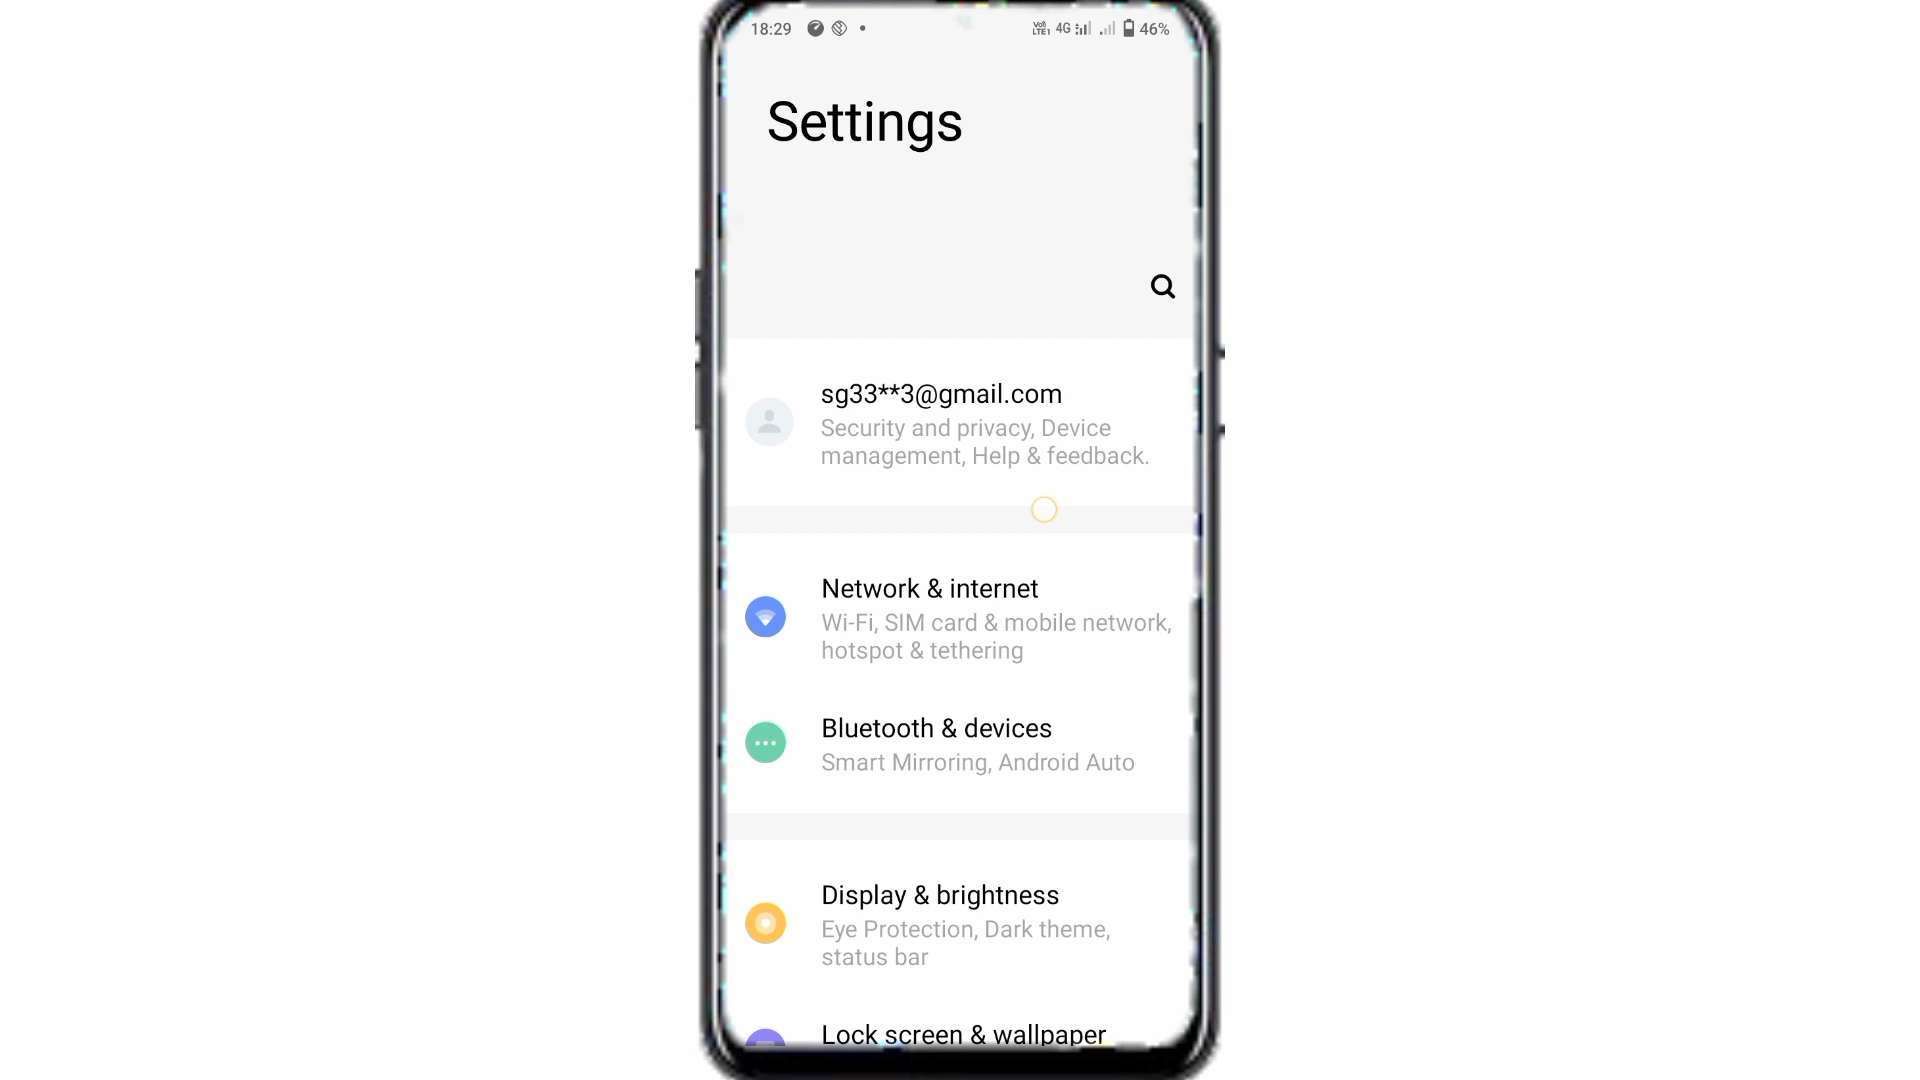 18:29 4G 46%
Settings
sg33**3@gmail.com
Security and privacy, Device
management, Help & feedback.
Network & internet
Wi-Fi, SIM card & mobile network,
hotspot & tethering
Bluetooth & devices
Smart Mirroring, Android Auto
Display & brightness
Eye Protection, Dark theme,
status bar
Lock screen & wallpaper